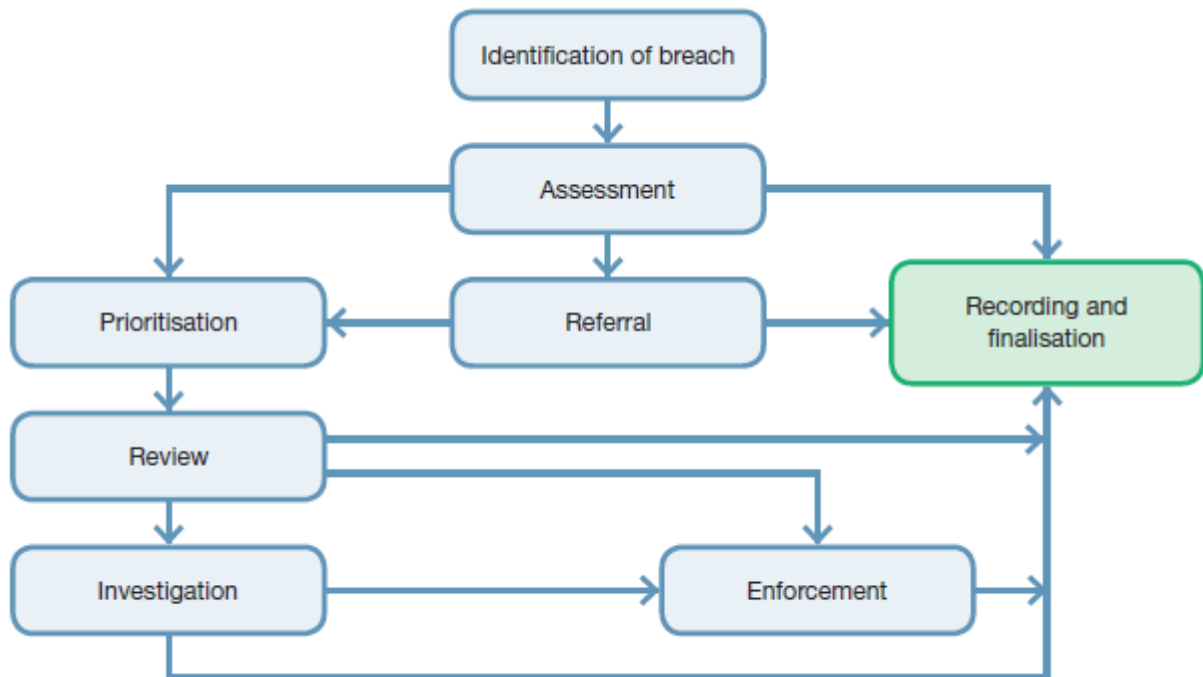 Identification of breach
Assessment
Prioritisation
Referral
Recording and
finalisation
Review
Investigation
Enforcement